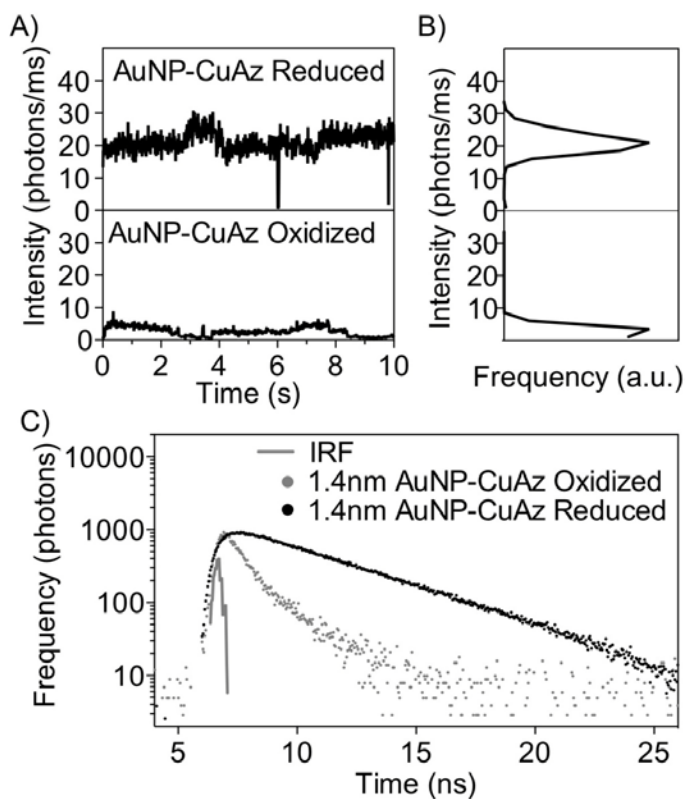 A)
B)
Intensity (photons/ms)
40
30
20
10
0
AuNP-CuAz Reduced
30
20
10
0
AuNP-CuAz Oxidized
0 2 4 6 8 10
Time (s)
Intensity (photns/ms)
40
30
20
10
0
Intensity (photons/ms)
30
20
10
Frequency (a.u.)
C)
Frequency (photons)
10000
1000
100
10
IRF
1.4nm AuNP-CuAz Oxidized
1.4nm AuNP-CuAz Reduced
5 10 15 20 25
Time (ns)